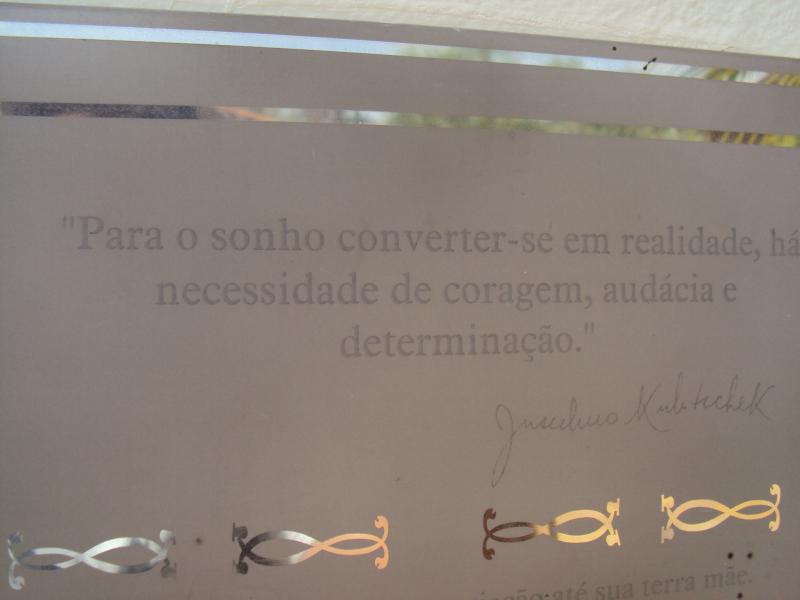 "Para o sonho converter-se em realidade, há
necessidade de coragem, audácia e
determinação."
Juscelino Kubitschek
até sua terra mãe.